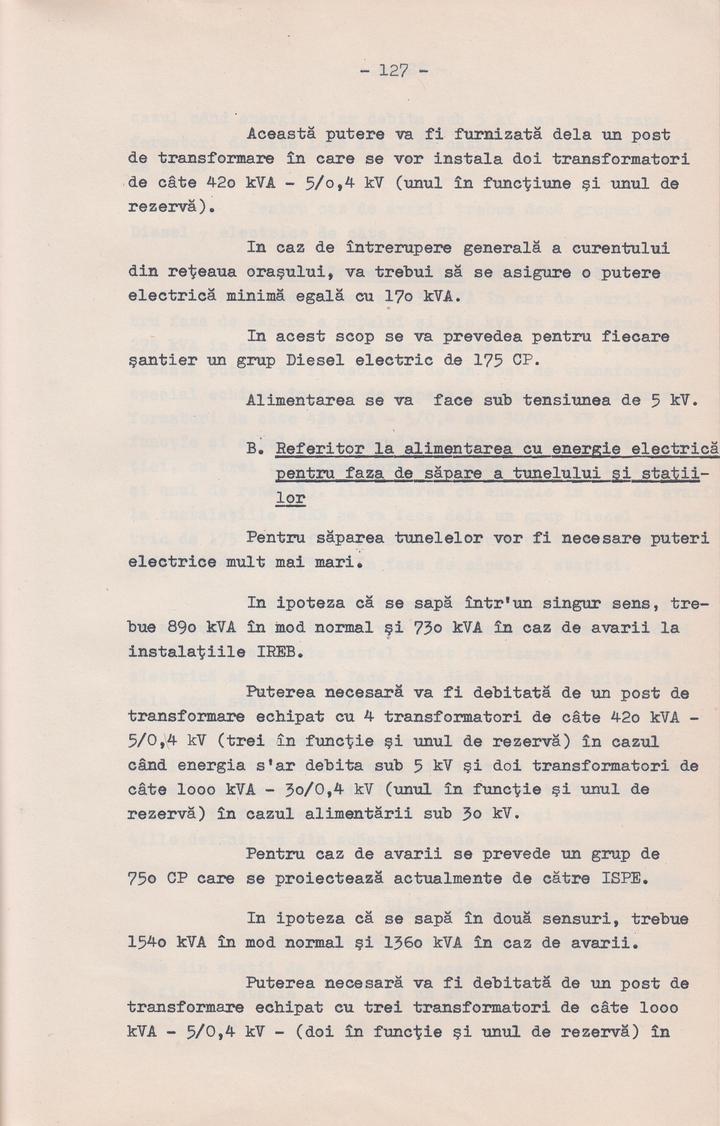 - 127 -
Această putere va fi furnizată dela un post
de transformare în care se vor instala doi transformatori
de câte 42o kVA - 5/o,4 kV (unul în funcţiune şi unul de
rezervă).
In caz de întrerupere generală a curentului
din reţeaua oraşului, va trebui să se asigure o putere
electrică minimă egală cu 17o kVA.
In acest scop se va prevedea pentru fiecare
şantier un grup Diesel electric de 175 CP.
Alimentarea se va face sub tensiunea de 5 kV.
B. Referitor la alimentarea cu energie electrică
pentru faza de săpare a tunelului şi staţii-
lor
Pentru săparea tunelelor vor fi necesare puteri
electrice mult mai mari.
In ipoteza că se sapă într'un singur sens, tre-
bue 89o kVA în mod normal şi 73o kVA în caz de avarii la
instalaţiile IREB.
Puterea necesară va fi debitată de un post de
transformare echipat cu 4 transformatori de câte 42o kVA -
5/0,4 kV (trei în funcţie şi unul de rezervă) în cazul
când energia s'ar debita sub 5 kV şi doi transformatori de
câte looo kVA - 3o/0,4 kV (unul în funcţie şi unul de
rezervă) în cazul alimentării sub 3o kV.
Pentru caz de avarii se prevede un grup de
75o CP care se proiectează actualmente de către ISPE.
In ipoteza că se sapă în două sensuri, trebue
154o kVA în mod normal şi 136o kVA în caz de avarii.
Puterea necesară va fi debitată de un post de
transformare echipat cu trei transformatori de câte looo
kVA - 5/0,4 kV - (doi în funcţie şi unul de rezervă) în